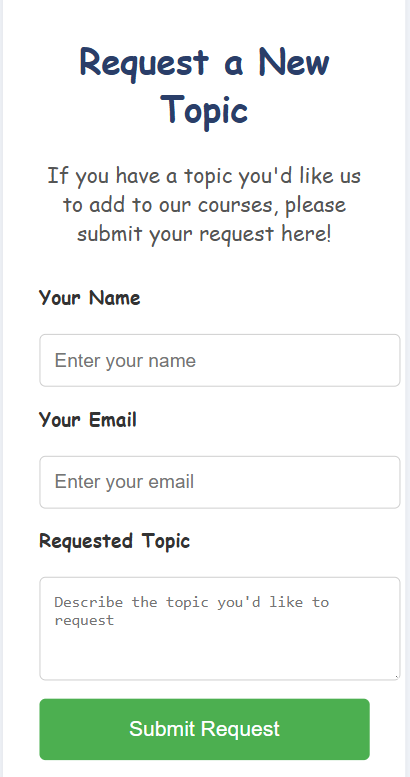 Request a New
Topic
If you have a topic you'd like us
to add to our courses, please
submit your request here!
Your Name
Enter your name
Your Email
Enter your email
Requested Topic
Describe the topic you'd like to
request
Submit Request